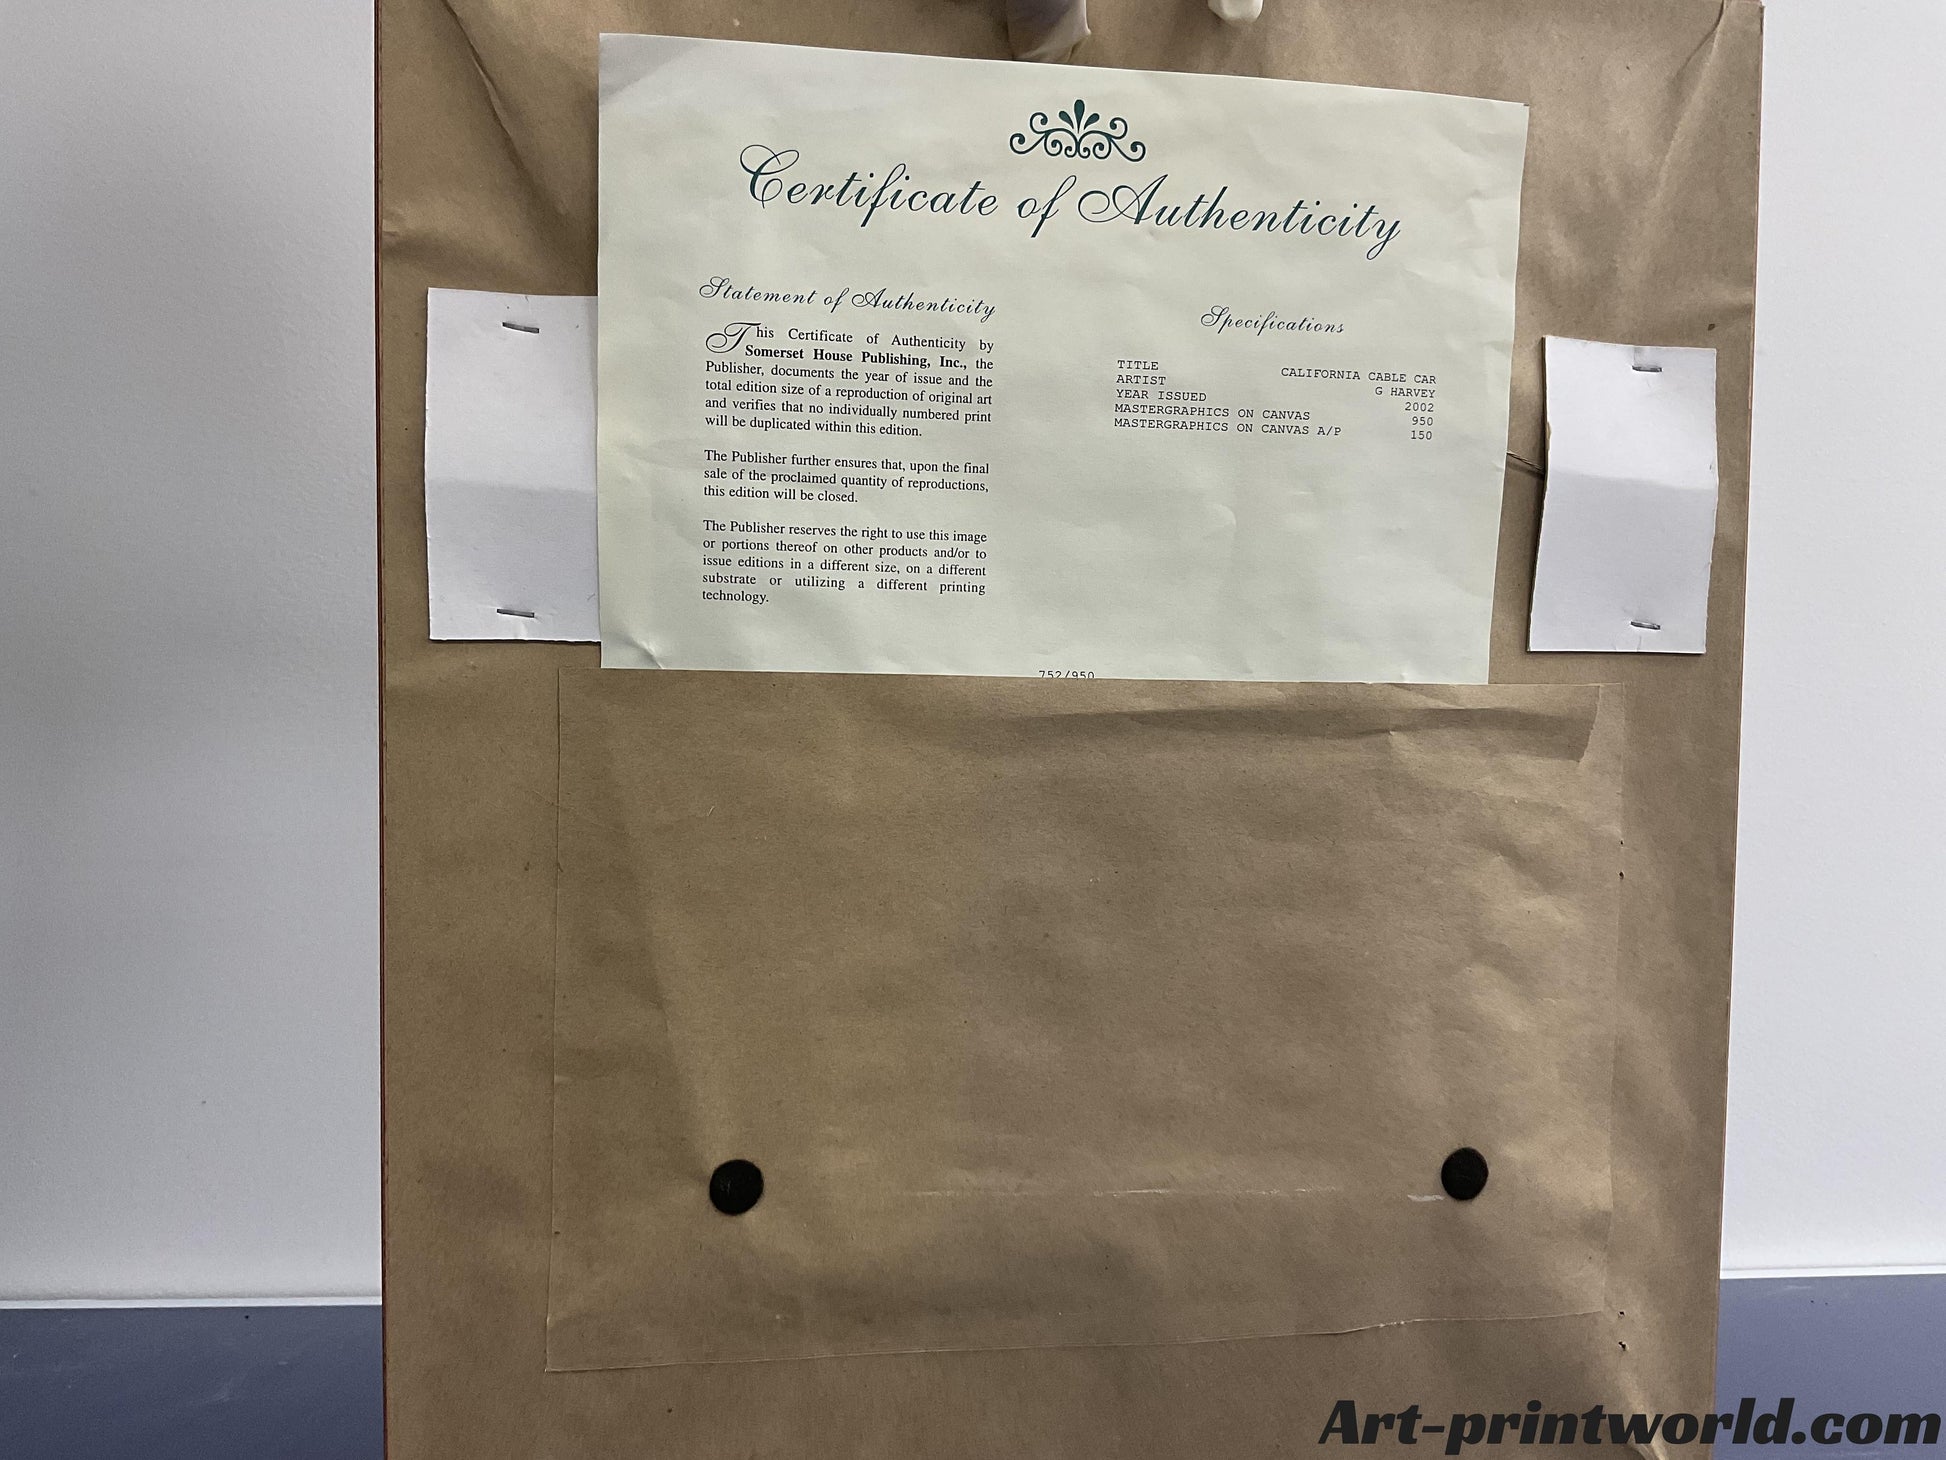 Certificate of Authenticity
Statement of Authenticity
This Certificate of Authenticity by
Somerset House Publishing, Inc., the
Publisher, documents the year of issue and the
total edition size of a reproduction of original art
and verifies that no individually numbered print
will be duplicated within this edition.
The Publisher further ensures that, upon the final
sale of the proclaimed quantity of reproductions,
this edition will be closed.
The Publisher reserves the right to use this image
or portions thereof on other products and/or to
issue editions in a different size, on a different
substrate or utilizing a different printing
technology.
Specifications
TITLE CALIFORNIA CABLE CAR
ARTIST G HARVEY
YEAR ISSUED 2002
MASTERGRAPHICS ON CANVAS 950
MASTERGRAPHICS ON CANVAS A/P 150
752/950
Art-printworld.com